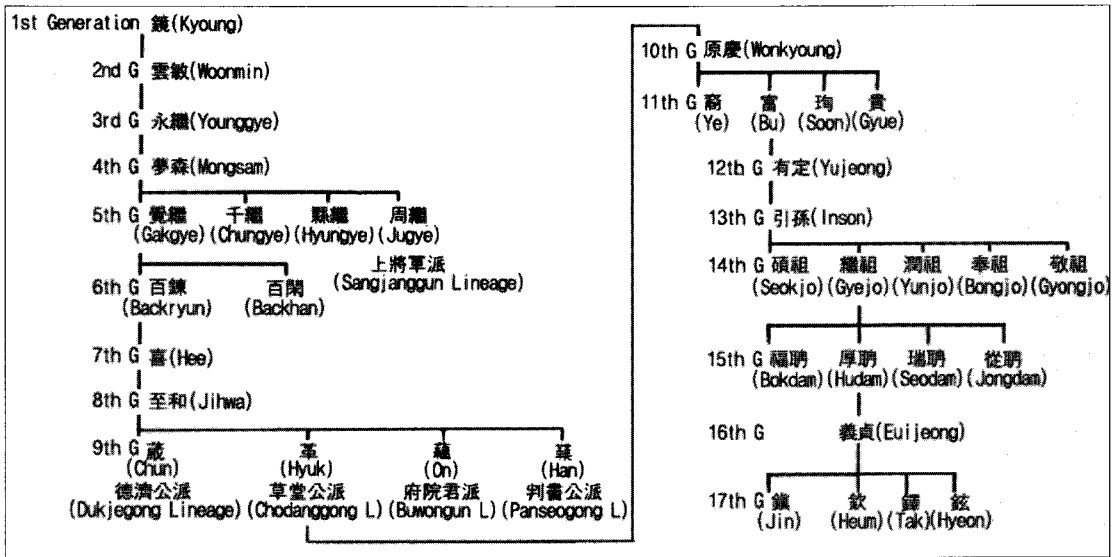 1st Generation 鏡(Kyoung)
2nd G 雲敏(Woonmin)
3rd G 永繼(Younggye)
4th G 夢森(Mongsam)
5th G 覺繼 千繼 縣繼 周繼
(Gakgye) (Chungye) (Hyungye) (Jugye)
上將軍派
(Sangjanggun Lineage)
6th G 百鍊 百閑
(Backryun) (Backhan)
7th G 喜(Hee)
8th G 至和(Jihwa)
9th G 蕆 革 蘊
(Chun) (Hyuk) (On) (Han)
德濟公派 草堂公派 府院君派 判書公派
(Dukjegong Lineage) (Chodanggong L) (Buwongun L) (Panseogong L)
10th G 原慶(Wonkyoung)
11th G 裔 富 珣 貴
(Ye) (Bu) (Soon) (Gyue)
12th G 有定(Yujeong)
13th G 引孫(Inson)
14th G 碩祖 繼祖 潤祖 奉祖 敬祖
(Seokjo) (Gyejo) (Yunjo) (Bongjo) (Gyongjo)
15th G 福聃 厚聃 瑞聃 從聃
(Bokdam) (Hudam) (Seodam) (Jongdam)
16th G 義貞(Euijeong)
17th G 鎭 欽 鐸 鉉
(Jin) (Heum) (Tak) (Hyeon)